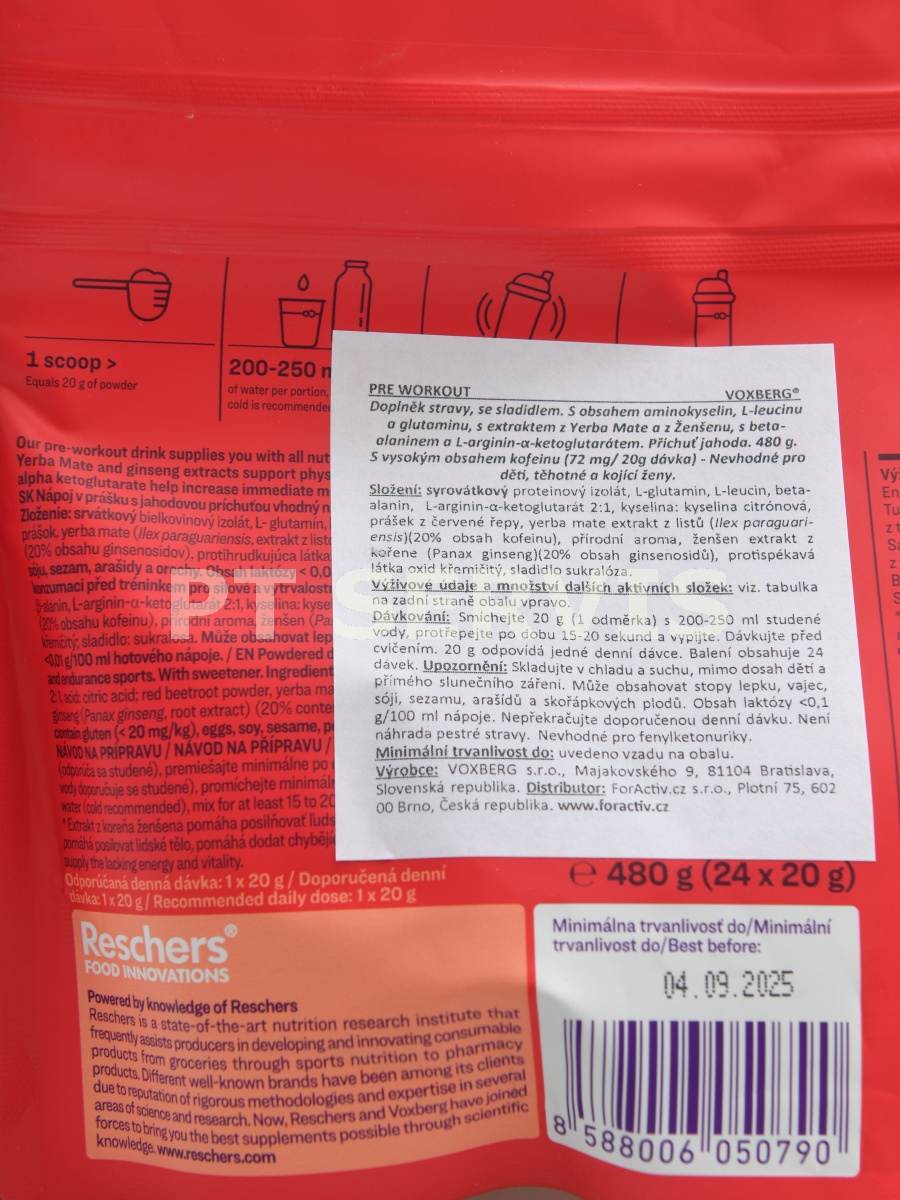 1 scoop >
Equals 20 g of powder
200-250 m
of water per portion,
cold is recommende
Our pre-workout drink supplies you with all nut
Yerba Mate and ginseng extracts support phys
alpha ketoglutarate help increase immediate m
SK Nápoj v prášku s jahodovou príchuťou vhodný n
Zloženie: srvátkový bielkovinový izolát, L-glutamín,
prášok, yerba mate (Ilex paraguariensis, extrakt z listo
(20% obsahu ginsenosidov), protihrudkujúca látka
sóju, sezam, arašidy a orechy. Obsah laktózy < 0,0
konzumaci před tréninkem silové a vytrvalost
β-alanin, L-arginin-α-ketoglutarát 2:1, kyselina: kyse
(20% obsahu kofeinu), přírodní aroma, ženšen (Pa
křemičitý; sladidlo: sukralosa. Může obsahovat lep
<0,01 g/100 ml hotového nápoje. / EN Powdered d
and endurance sports. With sweetener. Ingredient
2:1, acid: citric acid; red beetroot powder, yerba ma
ginseng (Panax ginseng, root extract) (20% conte
contain gluten (< 20 mg/kg), eggs, soy, sesame, pe
NÁVOD NA PRÍPRAVU / NÁVOD NA PŘÍPRAVU /
(odporúča sa studené), premiešajte minimálne po
vody doporučuje se studené), promíchejte minimál
water (cold recommended), mix for at least 15 to 20
* Extrakt z koreňa ženšena pomáha posilňovať ľuds
pomáhá posilovat lidské tělo, pomáhá dodat chybějí
supply the lacking energy and vitality.
Odporúčaná denná dávka: 1 x 20 g / Doporučená denní
dávka: 1 x 20 g / Recommended daily dose: 1 x 20 g
PRE WORKOUT VOXBERG®
Doplněk stravy, se sladidlem. S obsahem aminokyselin, L-leucinu
a glutaminu, s extraktem z Yerba Mate a z Ženšenu, s beta-
alaninem a L-arginin-α-ketoglutarátem. Přichuť jahoda. 480 g.
S vysokým obsahem kofeinu (72 mg/ 20g dávka) - Nevhodné pro
děti, těhotné a kojící ženy.
Složení: syrovátkový proteinový izolát, L-glutamin, L-leucin, beta-
alanin, L-arginin-α-ketoglutarát 2:1, kyselina: kyselina citrónová,
prášek z červené řepy, yerba mate extrakt z listů (Ilex paraguari-
ensis)(20% obsah kofeinu), přírodní aroma, ženšen extrakt z
kořene (Panax ginseng)(20% obsah ginsenosidů), protispékavá
látka oxid křemičitý, sladidlo sukralóza.
Výživové údaje a množství dalších aktivních složek: viz. tabulka
na zadní straně obalu vpravo.
Dávkování: Smíchejte 20 g (1 odměrka) s 200-250 ml studené
vody, protřepejte po dobu 15-20 sekund a vypijte. Dávkujte před
cvičením. 20 g odpovídá jedné denní dávce. Balení obsahuje 24
dávek. Upozornění: Skladujte v chladu a suchu, mimo dosah dětí a
přímého slunečního záření. Může obsahovat stopy lepku, vajec,
sóji, sezamu, arašídů a skořápkových plodů. Obsah laktózy <0,1
g/100 ml nápoje. Nepřekračujte doporučenou denní dávku. Není
náhrada pestré stravy. Nevhodné pro fenylketonuriky.
Minimální trvanlivost do: uvedeno vzadu na obalu.
Výrobce: VOXBERG s.r.o., Majakovského 9, 81104 Bratislava,
Slovenská republika. Distributor: ForActiv.cz s.r.o., Plotní 75, 602
00 Brno, Česká republika. www.foractiv.cz
℮ 480 g (24 x 20 g)
Reschers®
FOOD INNOVATIONS
Powered by knowledge of Reschers
Reschers is a state-of-the-art nutrition research institute that
frequently assists producers in developing and innovating consumable
products from groceries through sports nutrition to pharmacy
products. Different well-known brands have been among its clients
due to reputation of rigorous methodologies and expertise in several
areas of science and research. Now, Reschers and Voxberg have joined
forces to bring you the best supplements possible through scientific
knowledge. www.reschers.com
Minimálna trvanlivosť do/Minimální
trvanlivost do/Best before:
04.09.2025
8 588006 050790